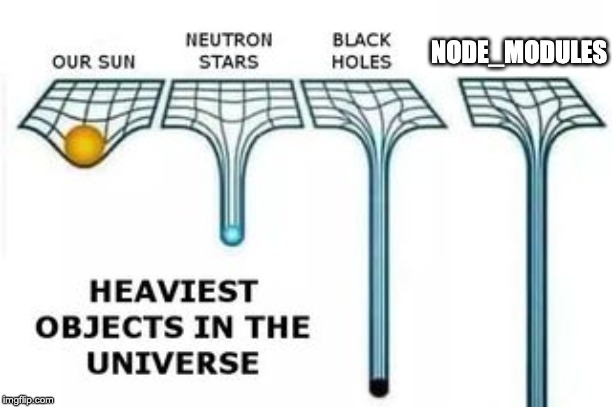 OUR SUN
NEUTRON
STARS
BLACK
HOLES
NODE_MODULES
HEAVIEST
OBJECTS IN THE
UNIVERSE
imgflip.com